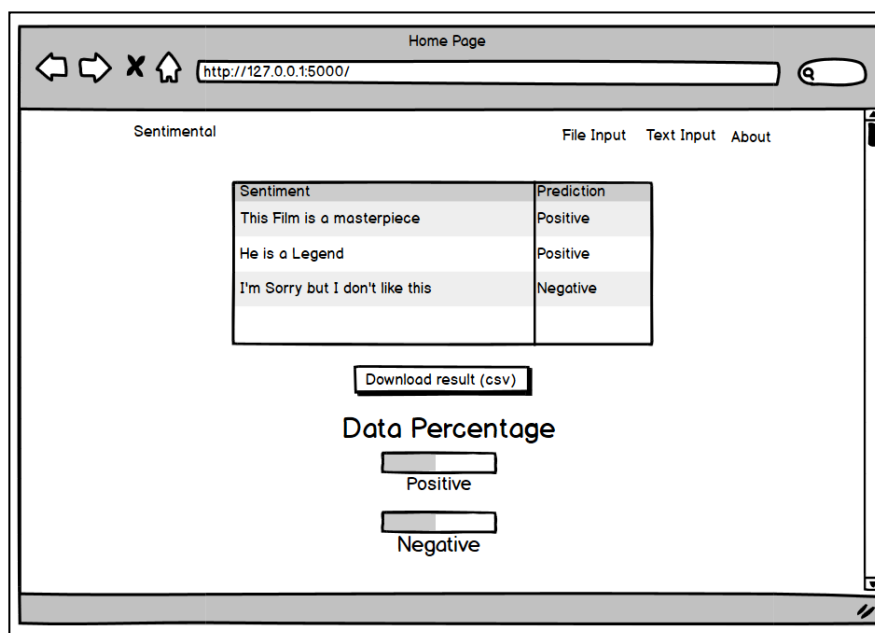 Home Page
http://127.0.0.1:5000/
Sentimental File Input Text Input About
Sentiment Prediction
This Film is a masterpiece Positive
He is a Legend Positive
I'm Sorry but I don't like this Negative
Download result (csv)
Data Percentage
Positive
Negative